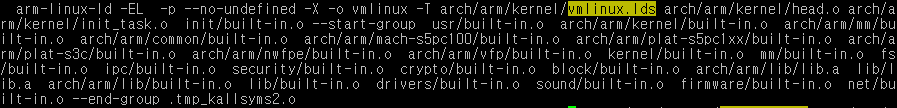 arm-linux-ld -EL  -p --no-undefined -X -o vmlinux -T arch/arm/kernel/vmlinux.lds arch/arm/kernel/head.o arch/a
rm/kernel/init_task.o  init/built-in.o --start-group  usr/built-in.o  arch/arm/kernel/built-in.o  arch/arm/mm/bu
ilt-in.o  arch/arm/common/built-in.o  arch/arm/mach-s5pc100/built-in.o  arch/arm/plat-s5pc1xx/built-in.o  arch/a
rm/plat-s3c/built-in.o  arch/arm/nwfpe/built-in.o  arch/arm/vfp/built-in.o  kernel/built-in.o  mm/built-in.o  fs
/built-in.o  ipc/built-in.o  security/built-in.o  crypto/built-in.o  block/built-in.o  arch/arm/lib/lib.a  lib/l
ib.a  arch/arm/lib/built-in.o  lib/built-in.o  drivers/built-in.o  sound/built-in.o  firmware/built-in.o  net/bu
ilt-in.o --end-group .tmp_kallsyms2.o